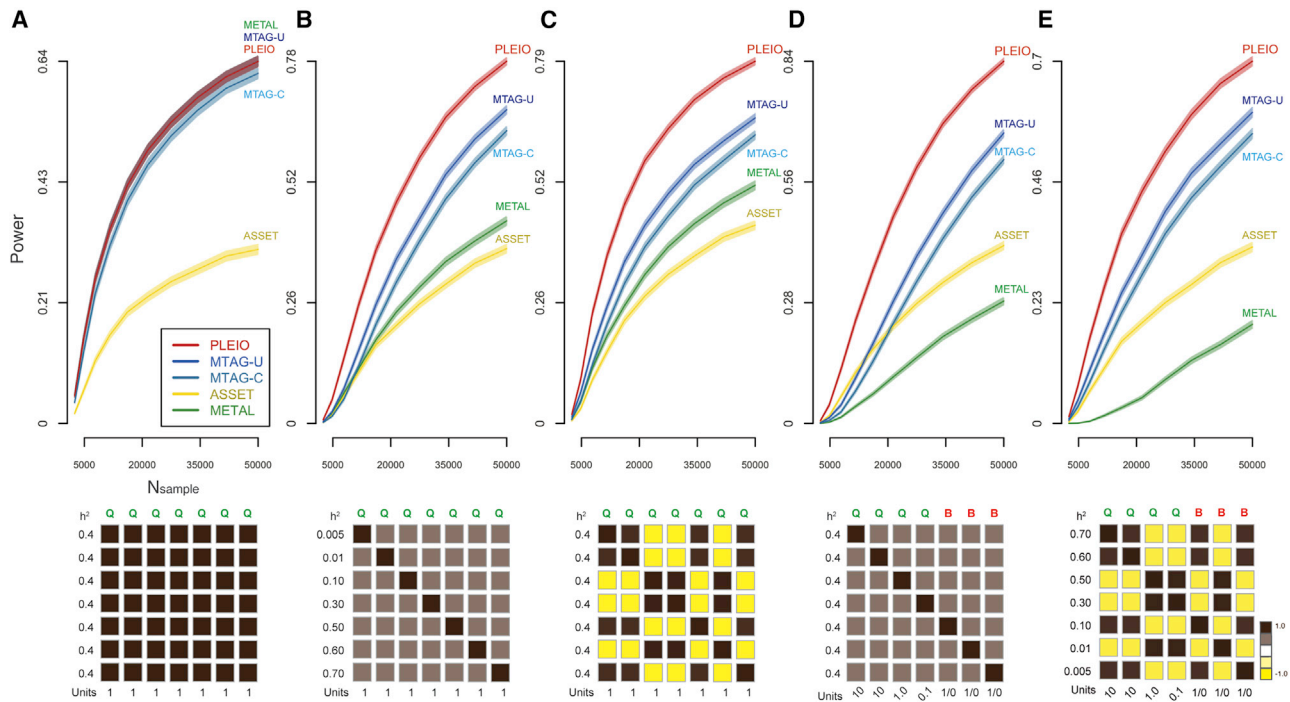 A
B
C
D
E
METAL
MTAG-U
PLEIO
MTAG-C
ASSET
PLEIO
MTAG-U
MTAG-C
METAL
ASSET
PLEIO
MTAG-U
MTAG-C
METAL
ASSET
PLEIO
MTAG-U
MTAG-C
ASSET
METAL
PLEIO
MTAG-U
MTAG-C
ASSET
METAL
Power
0.64
0.43
0.21
0
0.78
0.52
0.26
0
0.79
0.52
0.26
0
0.84
0.56
0.28
0
0.7
0.46
0.23
0
PLEIO
MTAG-U
MTAG-C
ASSET
METAL
5000 20000 35000 50000
5000 20000 35000 50000
5000 20000 35000 50000
5000 20000 35000 50000
5000 20000 35000 50000
Nsample
h² Q Q Q Q Q Q Q
0.4
0.4
0.4
0.4
0.4
0.4
0.4
Units 1 1 1 1 1 1 1
h² Q Q Q Q Q Q Q
0.005
0.01
0.10
0.30
0.50
0.60
0.70
Units 1 1 1 1 1 1 1
h² Q Q Q Q Q Q Q
0.4
0.4
0.4
0.4
0.4
0.4
0.4
Units 1 1 1 1 1 1 1
h² Q Q Q Q B B B
0.4
0.4
0.4
0.4
0.4
0.4
0.4
Units 10 10 1.0 0.1 1/0 1/0 1/0
h² Q Q Q Q B B B
0.70
0.60
0.50
0.30
0.10
0.01
0.005
Units 10 10 1.0 0.1 1/0 1/0 1/0
1.0
-1.0